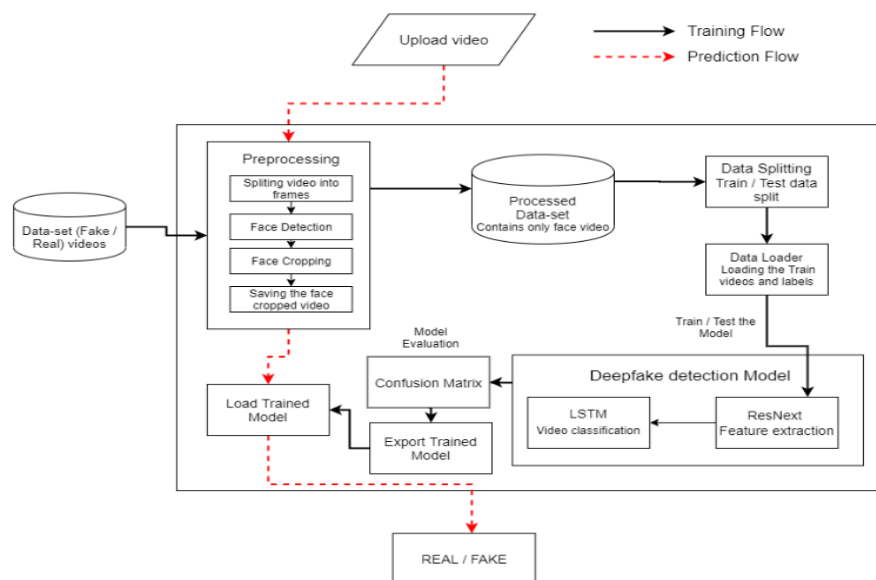 Upload video
Training Flow
Prediction Flow
Preprocessing
Spliting video into
frames
Face Detection
Face Cropping
Saving the face
cropped video
Data-set (Fake /
Real) videos
Processed
Data-set
Contains only face video
Data Splitting
Train / Test data
split
Data Loader
Loading the Train
videos and labels
Train / Test the
Model
Model
Evaluation
Confusion Matrix
Deepfake detection Model
LSTM
Video classification
ResNext
Feature extraction
Load Trained
Model
Export Trained
Model
REAL / FAKE